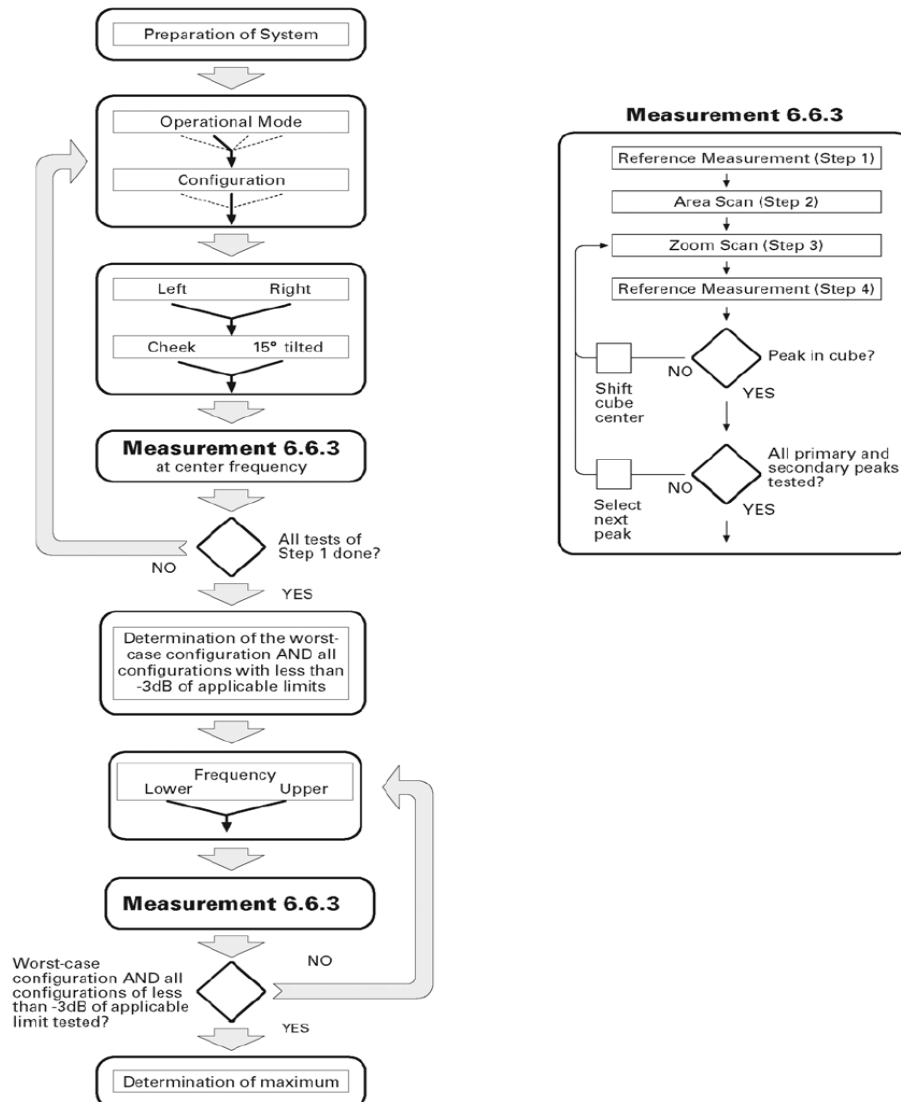 Preparation of System
Operational Mode
Configuration
Left Right
Cheek 15° tilted
Measurement 6.6.3
at center frequency
All tests of
Step 1 done?
NO
YES
Determination of the worst-
case configuration AND all
configurations with less than
-3dB of applicable limits
Frequency
Lower Upper
Measurement 6.6.3
Worst-case
configuration AND all
configurations of less
than -3dB of applicable
limit tested?
NO
YES
Determination of maximum
Measurement 6.6.3
Reference Measurement (Step 1)
Area Scan (Step 2)
Zoom Scan (Step 3)
Reference Measurement (Step 4)
Peak in cube?
NO
YES
Shift
cube
center
All primary and
secondary peaks
tested?
NO
YES
Select
next
peak